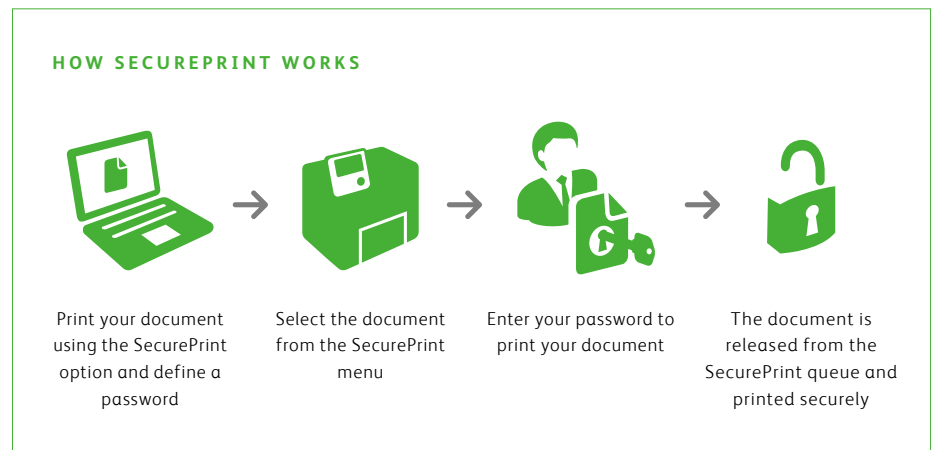 HOW SECUREPRINT WORKS
Print your document
using the SecurePrint
option and define a
password
Select the document
from the SecurePrint
menu
Enter your password to
print your document
The document is
released from the
SecurePrint queue and
printed securely